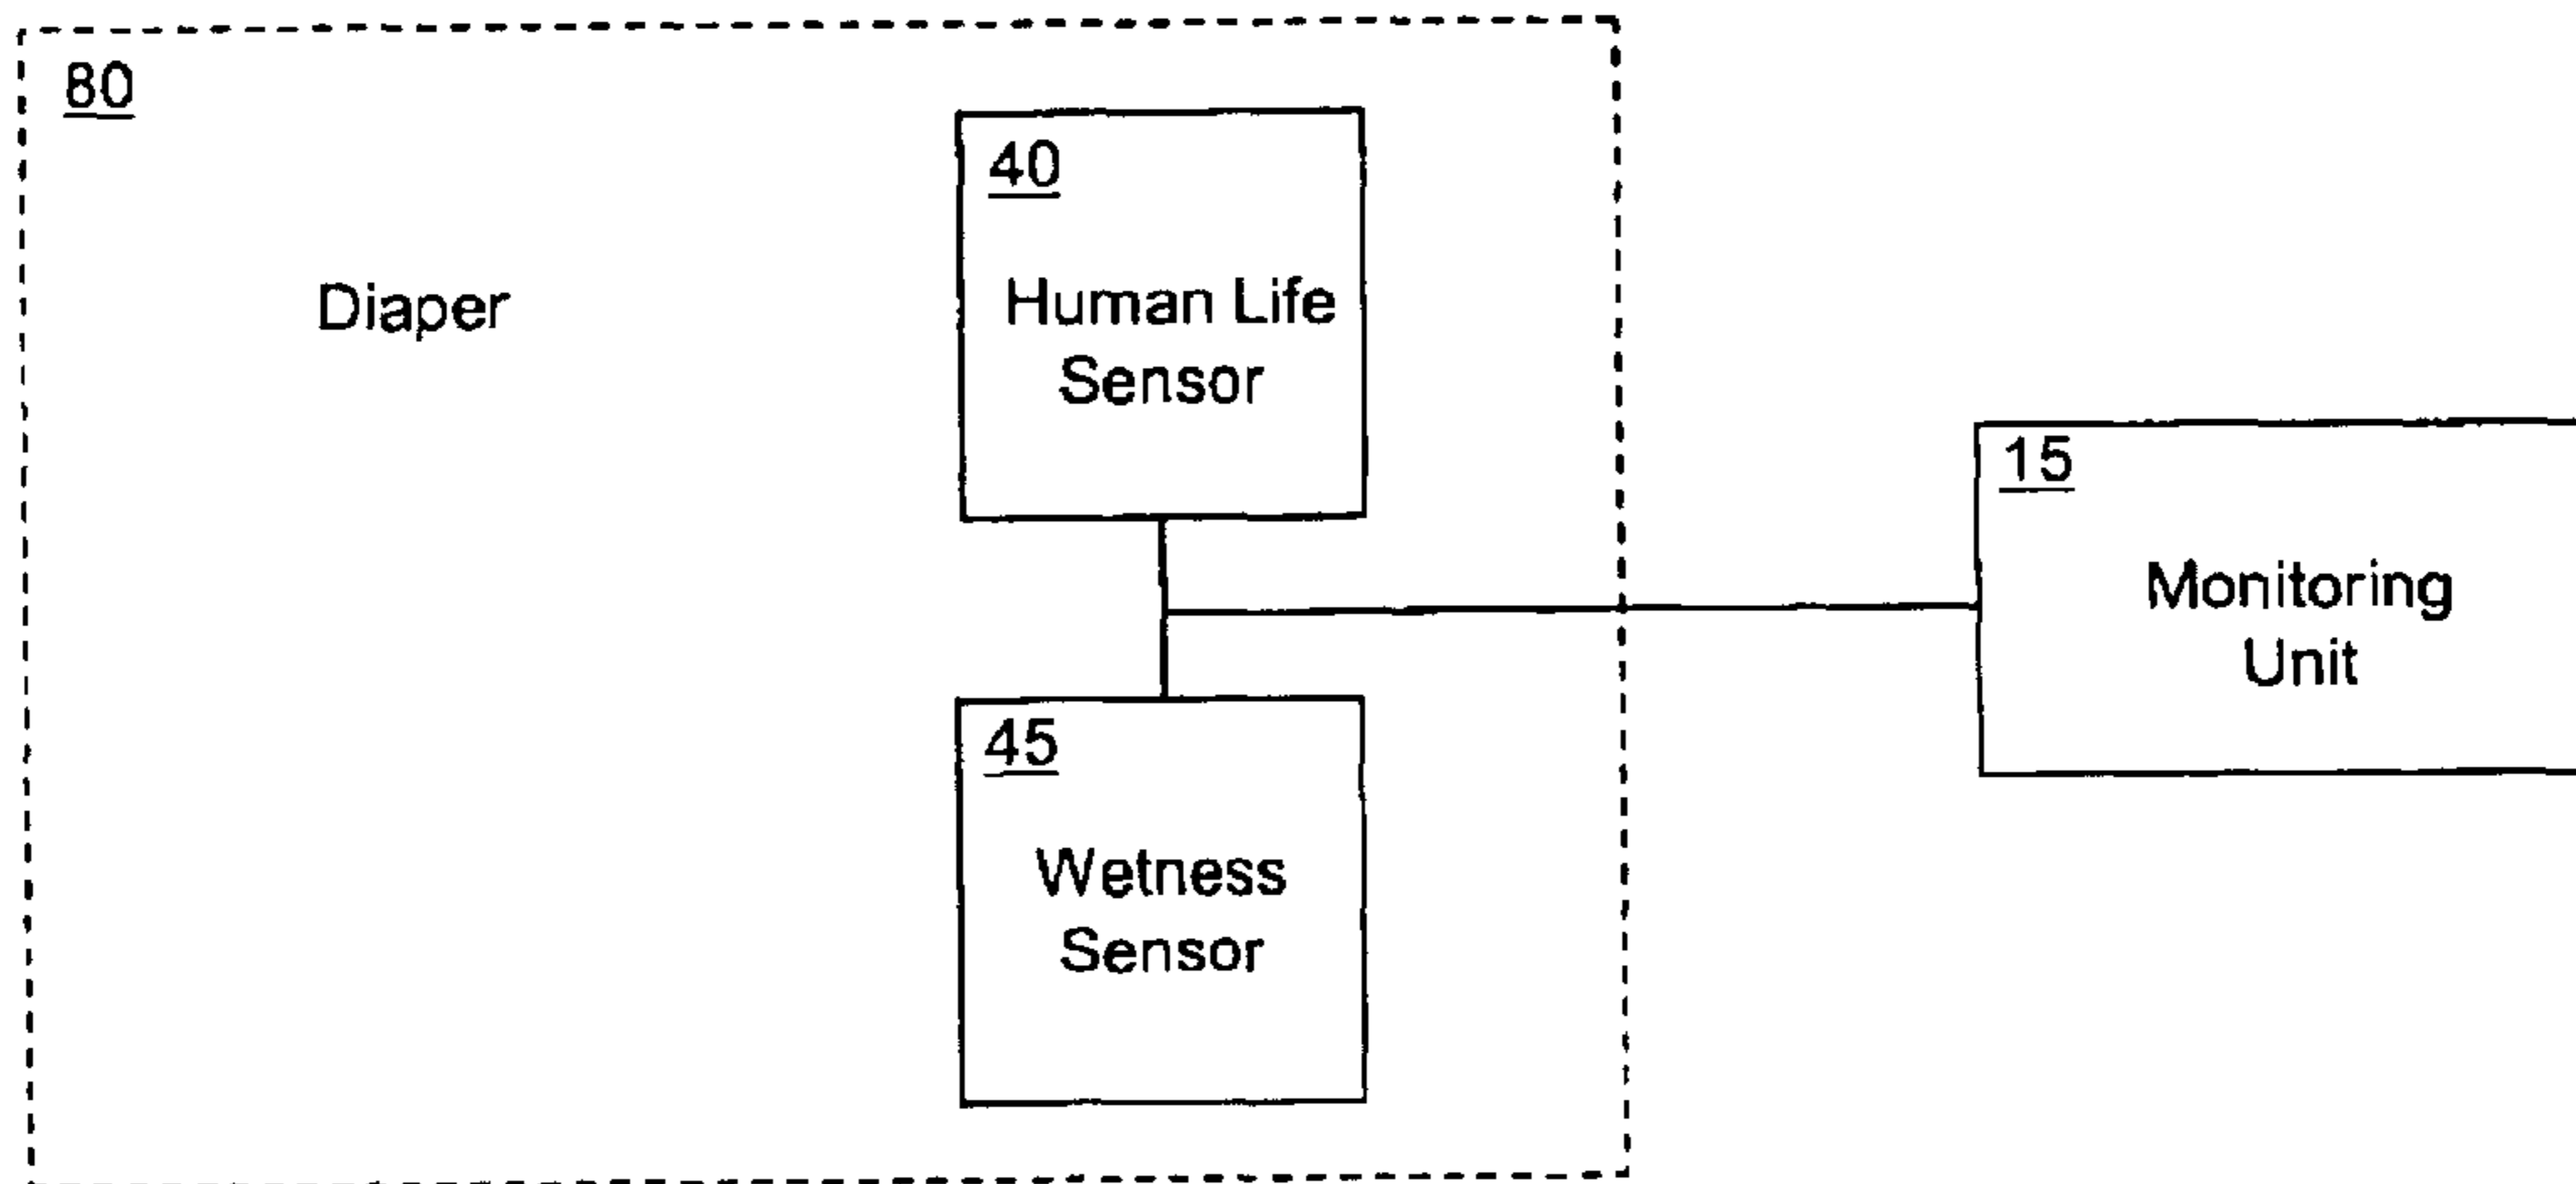 80
Diaper
40
Human Life
Sensor
45
Wetness
Sensor
15
Monitoring
Unit